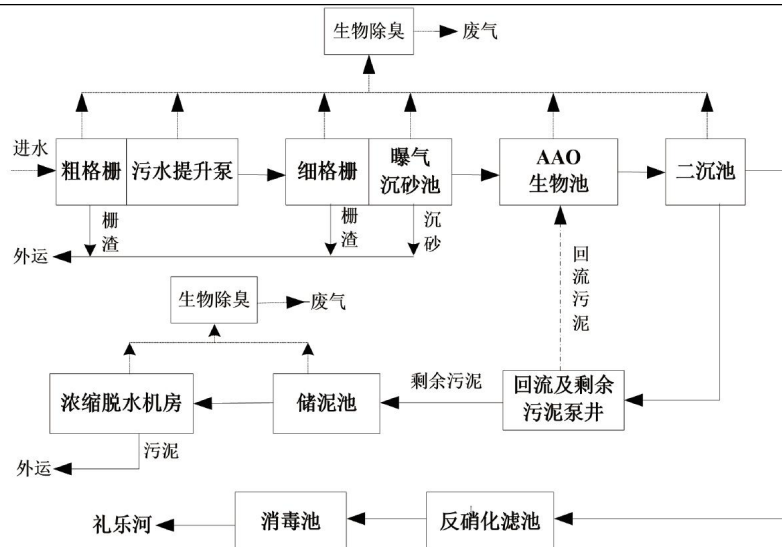 生物除臭
废气
进水
粗格栅
污水提升泵
细格栅
曝气
沉砂池
AAO
生物池
二沉池
栅
渣
栅
渣
沉
砂
外运
回
流
污
泥
生物除臭
废气
浓缩脱水机房
储泥池
剩余污泥
回流及剩余
污泥泵井
污泥
外运
礼乐河
消毒池
反硝化滤池